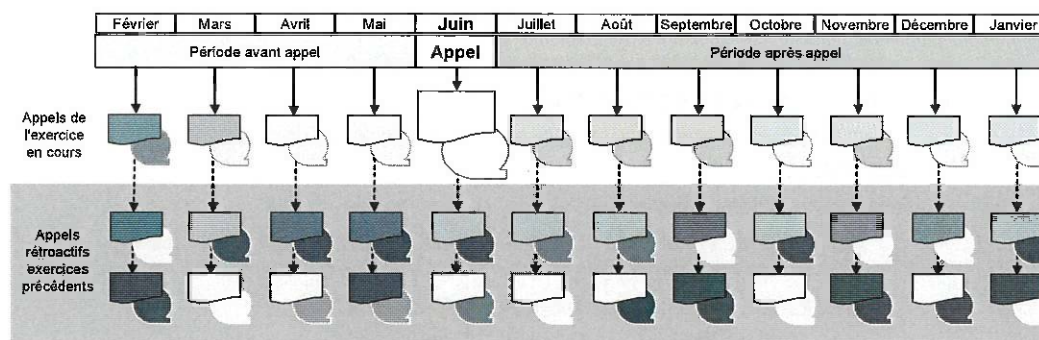 Février Mars Avril Mai Juin Juillet Août Septembre Octobre Novembre Décembre Janvier
Période avant appel Appel Période après appel
Appels de
l'exercice
en cours
Appels
rétroactifs
exercices
précédents